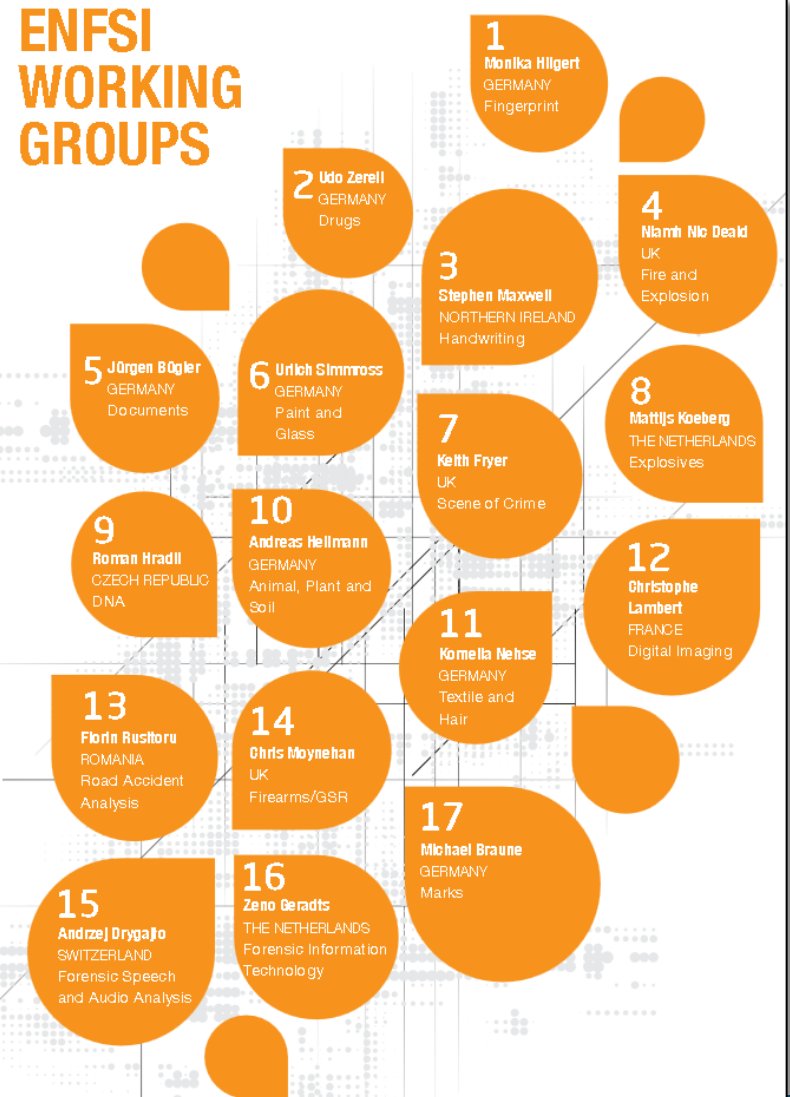 ENFSI
WORKING
GROUPS
1
Monika Hilgert
GERMANY
Fingerprint
2
Udo Zerell
GERMANY
Drugs
3
Stephen Maxwell
NORTHERN IRELAND
Handwriting
4
Niamh Nic Deaid
UK
Fire and
Explosion
5
Jürgen Bügler
GERMANY
Documents
6
Urlich Simmross
GERMANY
Paint and
Glass
7
Keith Fryer
UK
Scene of Crime
8
Mattijs Koeberg
THE NETHERLANDS
Explosives
9
Roman Hradil
CZECH REPUBLIC
DNA
10
Andreas Hellmann
GERMANY
Animal, Plant and
Soil
11
Kornelia Nehse
GERMANY
Textile and
Hair
12
Christophe
Lambert
FRANCE
Digital Imaging
13
Florin Rusitoru
ROMANIA
Road Accident
Analysis
14
Chris Moynehan
UK
Firearms/GSR
15
Andrzej Drygajlo
SWITZERLAND
Forensic Speech
and Audio Analysis
16
Zeno Geradts
THE NETHERLANDS
Forensic Information
Technology
17
Michael Braune
GERMANY
Marks